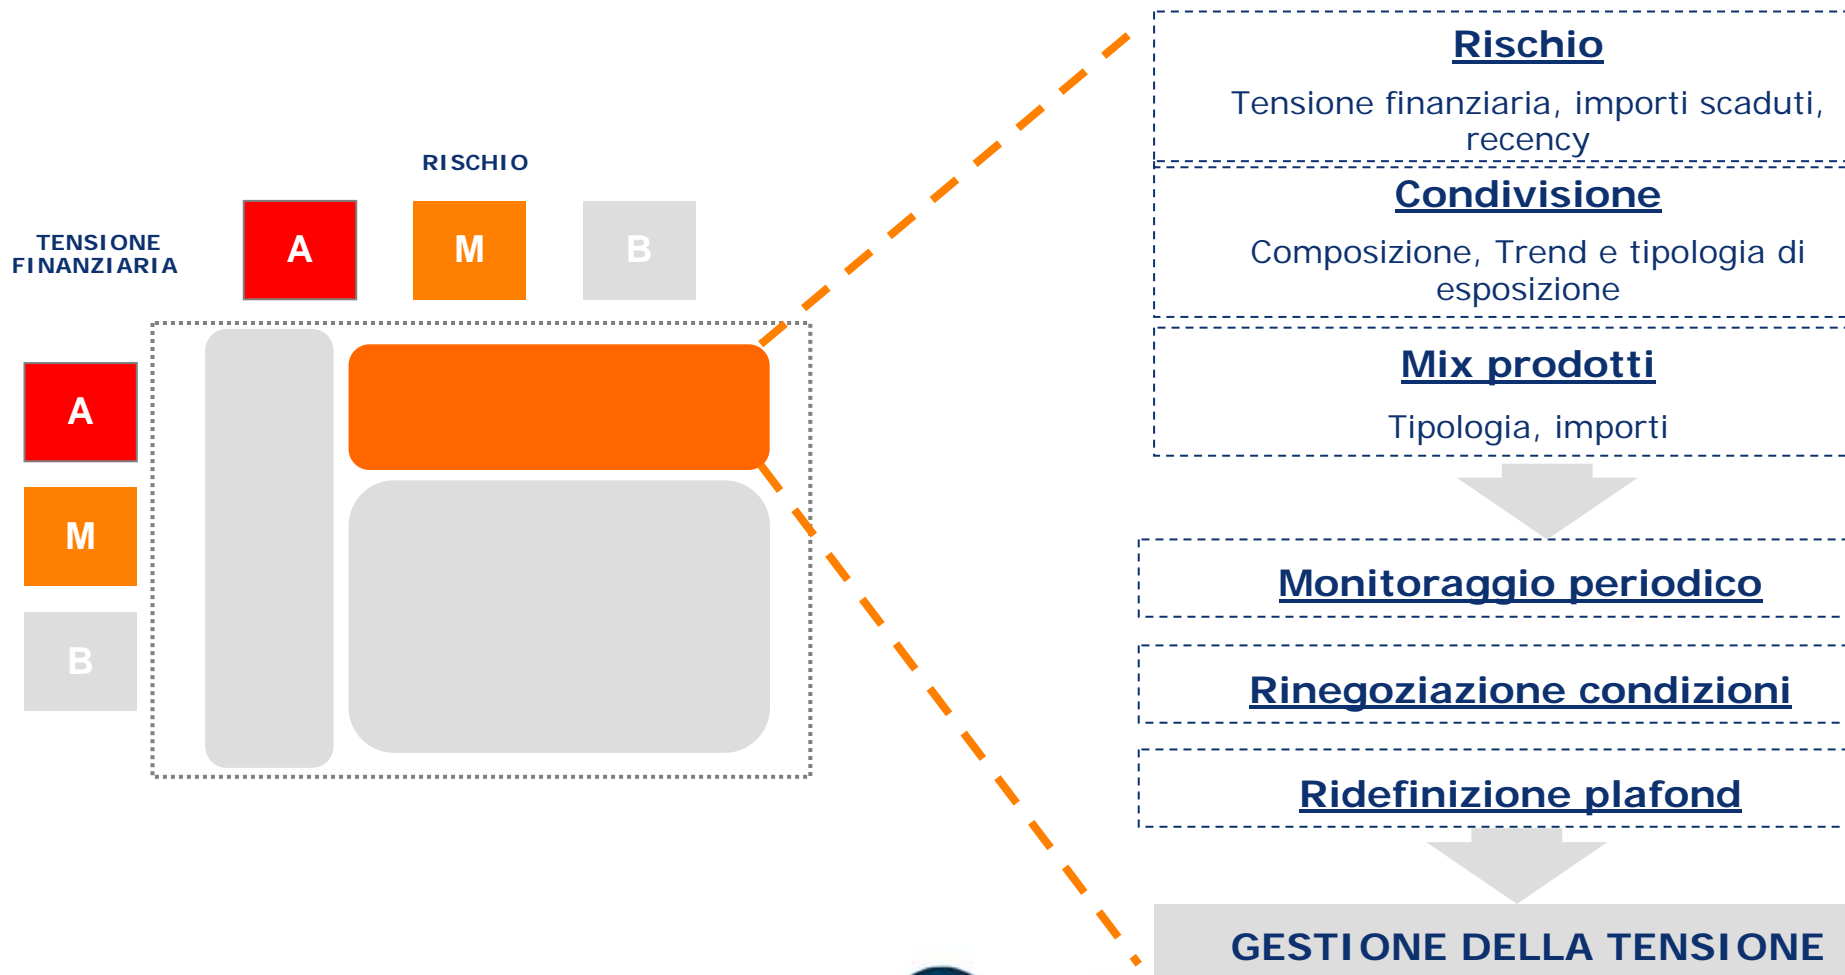 RISCHIO
TENSIONE
FINANZIARIA
A
M
B
A
M
B
Rischio
Tensione finanziaria, importi scaduti,
recency
Condivisione
Composizione, Trend e tipologia di
esposizione
Mix prodotti
Tipologia, importi
Monitoraggio periodico
Rinegoziazione condizioni
Ridefinizione plafond
GESTIONE DELLA TENSIONE